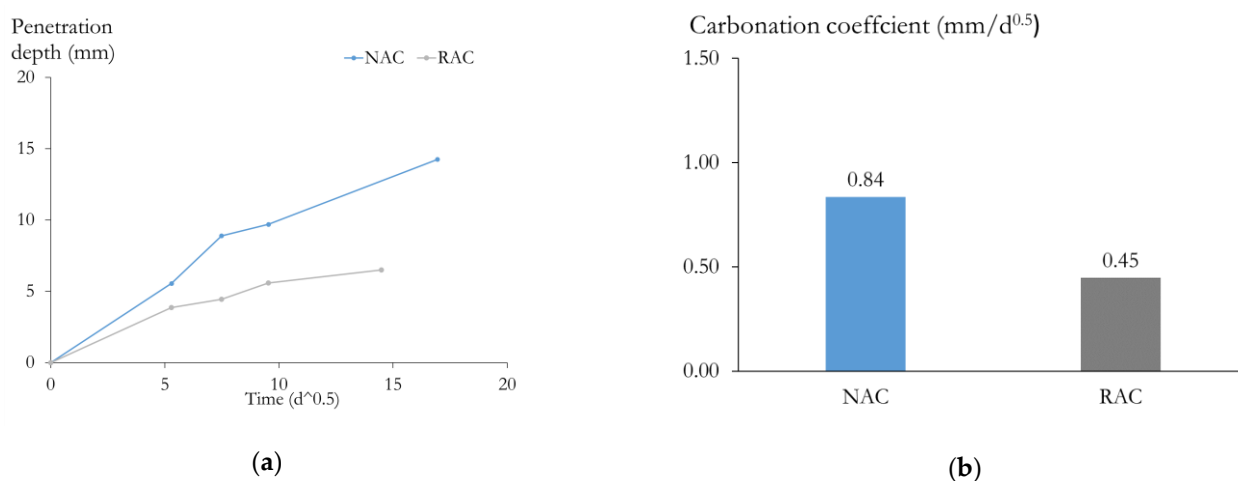 Penetration
depth (mm)
NAC RAC
20
15
10
5
0
0 5 10 15 20
Time (d^0.5)
(a)
Carbonation coeffcient (mm/d0.5)
1.50
1.00
0.50
0.00
0.84
0.45
NAC RAC
(b)